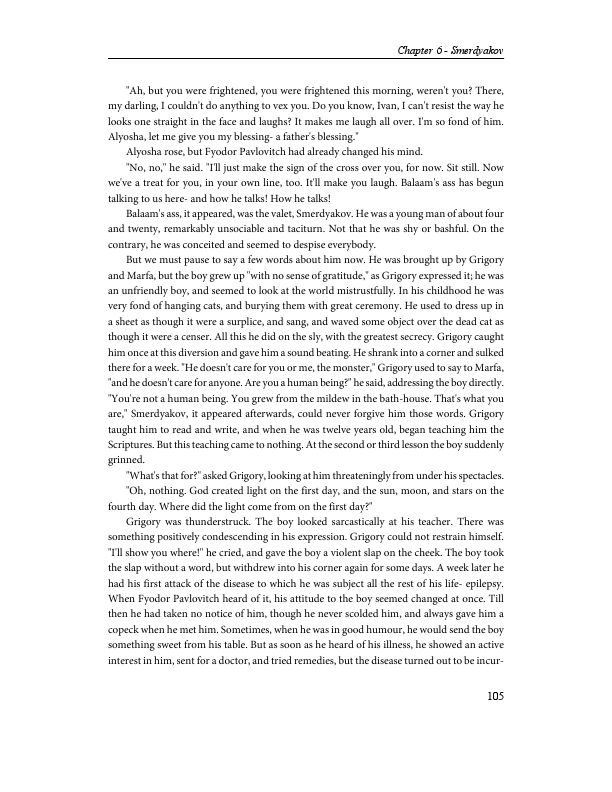 Chapter 6 - Smerdyakov
"Ah, but you were frightened, you were frightened this morning, weren't you? There,
my darling, I couldn't do anything to vex you. Do you know, Ivan, I can't resist the way he
looks one straight in the face and laughs? It makes me laugh all over. I'm so fond of him.
Alyosha, let me give you my blessing- a father's blessing."
Alyosha rose, but Fyodor Pavlovitch had already changed his mind.
"No, no," he said. "I'll just make the sign of the cross over you, for now. Sit still. Now
we've a treat for you, in your own line, too. It'll make you laugh. Balaam's ass has begun
talking to us here- and how he talks! How he talks!
Balaam's ass, it appeared, was the valet, Smerdyakov. He was a young man of about four
and twenty, remarkably unsociable and taciturn. Not that he was shy or bashful. On the
contrary, he was conceited and seemed to despise everybody.
But we must pause to say a few words about him now. He was brought up by Grigory
and Marfa, but the boy grew up "with no sense of gratitude," as Grigory expressed it; he was
an unfriendly boy, and seemed to look at the world mistrustfully. In his childhood he was
very fond of hanging cats, and burying them with great ceremony. He used to dress up in
a sheet as though it were a surplice, and sang, and waved some object over the dead cat as
though it were a censer. All this he did on the sly, with the greatest secrecy. Grigory caught
him once at this diversion and gave him a sound beating. He shrank into a corner and sulked
there for a week. "He doesn't care for you or me, the monster," Grigory used to say to Marfa,
"and he doesn't care for anyone. Are you a human being?" he said, addressing the boy directly.
"You're not a human being. You grew from the mildew in the bath-house. That's what you
are," Smerdyakov, it appeared afterwards, could never forgive him those words. Grigory
taught him to read and write, and when he was twelve years old, began teaching him the
Scriptures. But this teaching came to nothing. At the second or third lesson the boy suddenly
grinned.
"What's that for?" asked Grigory, looking at him threateningly from under his spectacles.
"Oh, nothing. God created light on the first day, and the sun, moon, and stars on the
fourth day. Where did the light come from on the first day?"
Grigory was thunderstruck. The boy looked sarcastically at his teacher. There was
something positively condescending in his expression. Grigory could not restrain himself.
"I'll show you where!" he cried, and gave the boy a violent slap on the cheek. The boy took
the slap without a word, but withdrew into his corner again for some days. A week later he
had his first attack of the disease to which he was subject all the rest of his life- epilepsy.
When Fyodor Pavlovitch heard of it, his attitude to the boy seemed changed at once. Till
then he had taken no notice of him, though he never scolded him, and always gave him a
copeck when he met him. Sometimes, when he was in good humour, he would send the boy
something sweet from his table. But as soon as he heard of his illness, he showed an active
interest in him, sent for a doctor, and tried remedies, but the disease turned out to be incur-
105